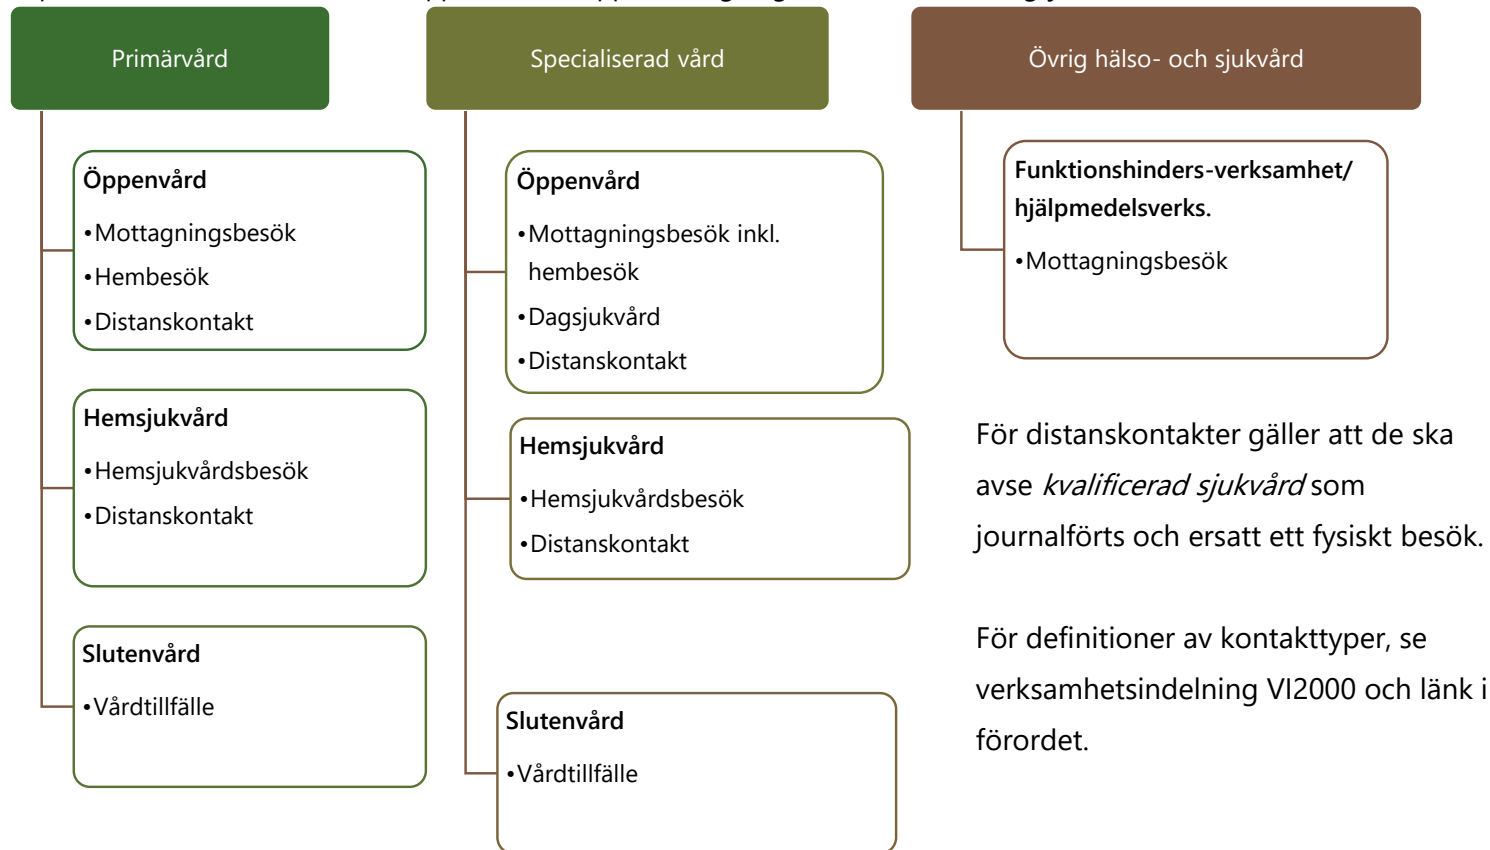 Primärvård
Öppenvård
•Mottagningsbesök
•Hembesök
•Distanskontakt
Hemsjukvård
•Hemsjukvårdsbesök
•Distanskontakt
Slutenvård
•Vårdtillfälle
Specialiserad vård
Öppenvård
•Mottagningsbesök inkl.
hembesök
•Dagsjukvård
•Distanskontakt
Hemsjukvård
•Hemsjukvårdsbesök
•Distanskontakt
Slutenvård
•Vårdtillfälle
Övrig hälso- och sjukvård
Funktionshinders-verksamhet/
hjälpmedelsverks.
•Mottagningsbesök
För distanskontakter gäller att de ska
avse kvalificerad sjukvård som
journalförts och ersatt ett fysiskt besök.
För definitioner av kontakttyper, se
verksamhetsindelning VI2000 och länk i
förordet.